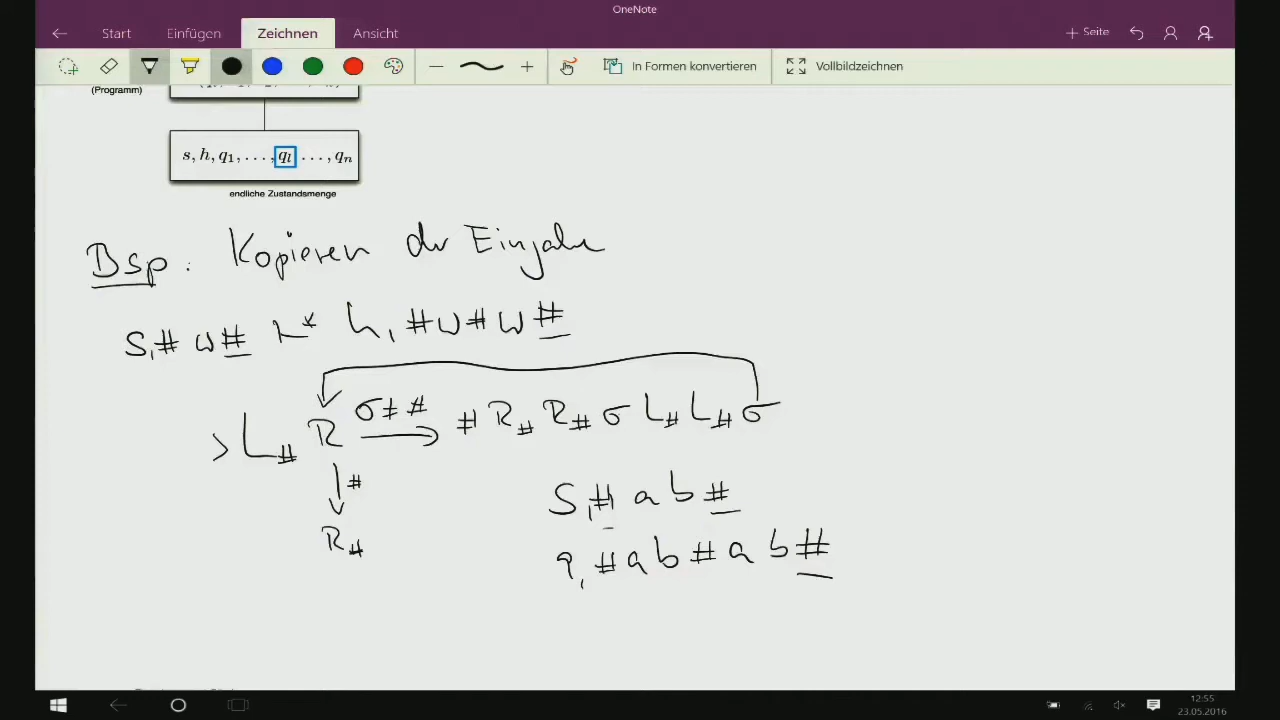 OneNote
Start Einfügen Zeichnen Ansicht + Seite
In Formen konvertieren Vollbildzeichnen
(Programm)
s, h, q₁, . . . , qₗ . . . , qₙ
endliche Zustandsmenge
Bsp. Kopieren der Eingabe
s, # w # ⊢* h, # w # w #
> L# R σ≠# # R# R# σ L# L# σ
#
R#
s, # a b #
q, # a b # a b #
12:55
23.05.2016